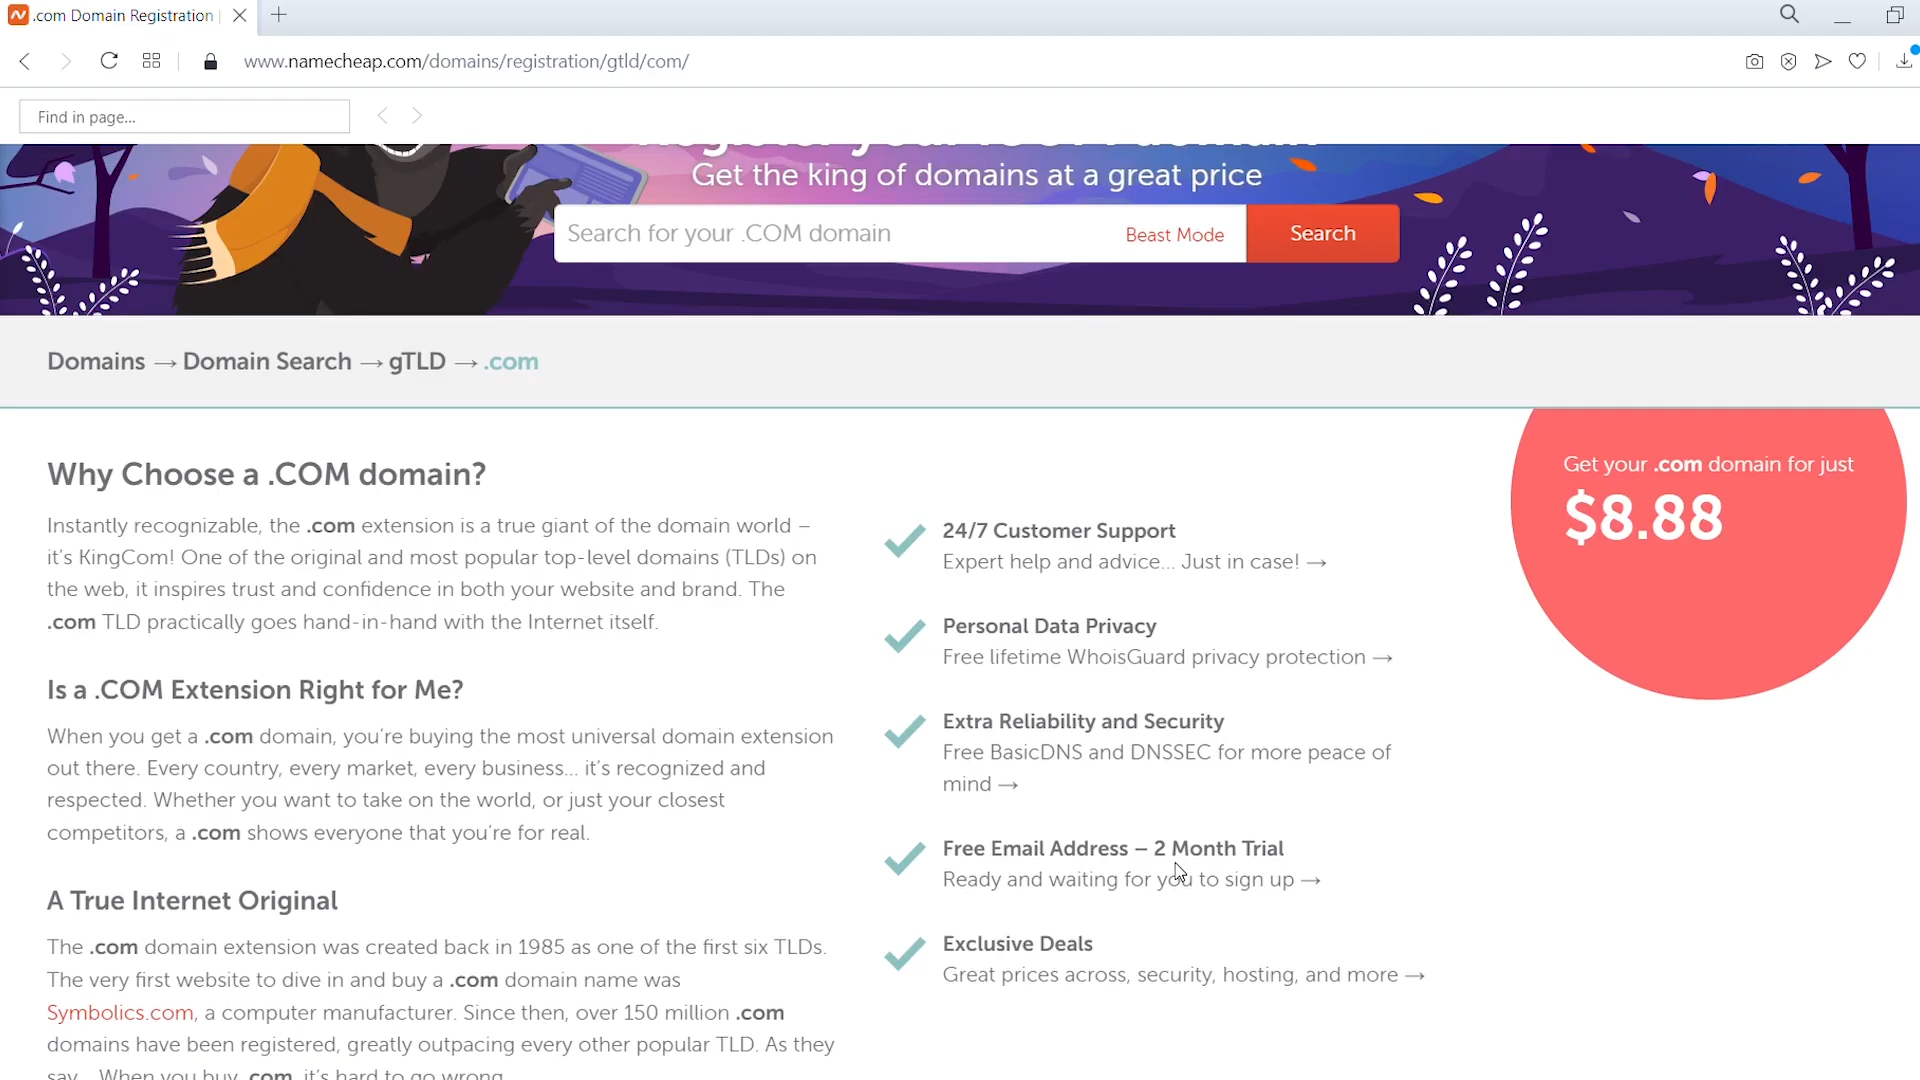 .com Domain Registration
www.namecheap.com/domains/registration/gtld/com/
Find in page...
Get the king of domains at a great price
Search for your .COM domain
Beast Mode
Search
Domains → Domain Search → gTLD → .com
Why Choose a .COM domain?
Instantly recognizable, the .com extension is a true giant of the domain world –
it's KingCom! One of the original and most popular top-level domains (TLDs) on
the web, it inspires trust and confidence in both your website and brand. The
.com TLD practically goes hand-in-hand with the Internet itself.
Is a .COM Extension Right for Me?
When you get a .com domain, you're buying the most universal domain extension
out there. Every country, every market, every business... it's recognized and
respected. Whether you want to take on the world, or just your closest
competitors, a .com shows everyone that you're for real.
A True Internet Original
The .com domain extension was created back in 1985 as one of the first six TLDs.
The very first website to dive in and buy a .com domain name was
Symbolics.com, a computer manufacturer. Since then, over 150 million .com
domains have been registered, greatly outpacing every other popular TLD. As they
say... When you buy .com, it's hard to go wrong.
24/7 Customer Support
Expert help and advice... Just in case! →
Personal Data Privacy
Free lifetime WhoisGuard privacy protection →
Extra Reliability and Security
Free BasicDNS and DNSSEC for more peace of
mind →
Free Email Address – 2 Month Trial
Ready and waiting for you to sign up →
Exclusive Deals
Great prices across, security, hosting, and more →
Get your .com domain for just
$8.88